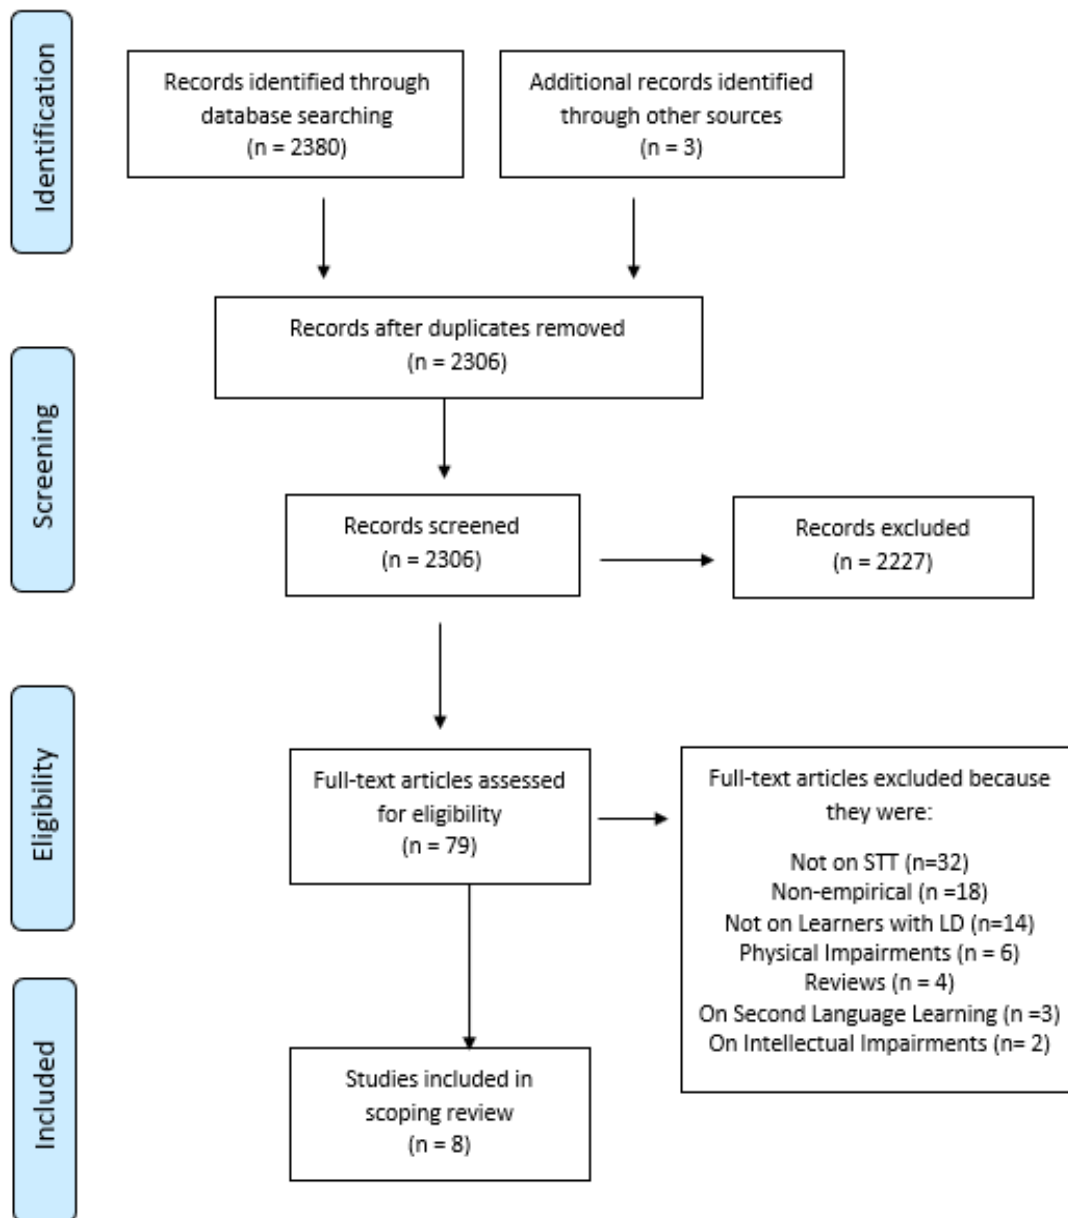 Identification
Records identified through
database searching
(n = 2380)
Additional records identified
through other sources
(n = 3)
Records after duplicates removed
(n = 2306)
Screening
Records screened
(n = 2306)
Records excluded
(n = 2227)
Eligibility
Full-text articles assessed
for eligibility
(n = 79)
Full-text articles excluded because
they were:
Not on STT (n=32)
Non-empirical (n =18)
Not on Learners with LD (n=14)
Physical Impairments (n = 6)
Reviews (n = 4)
On Second Language Learning (n =3)
On Intellectual Impairments (n= 2)
Included
Studies included in
scoping review
(n = 8)